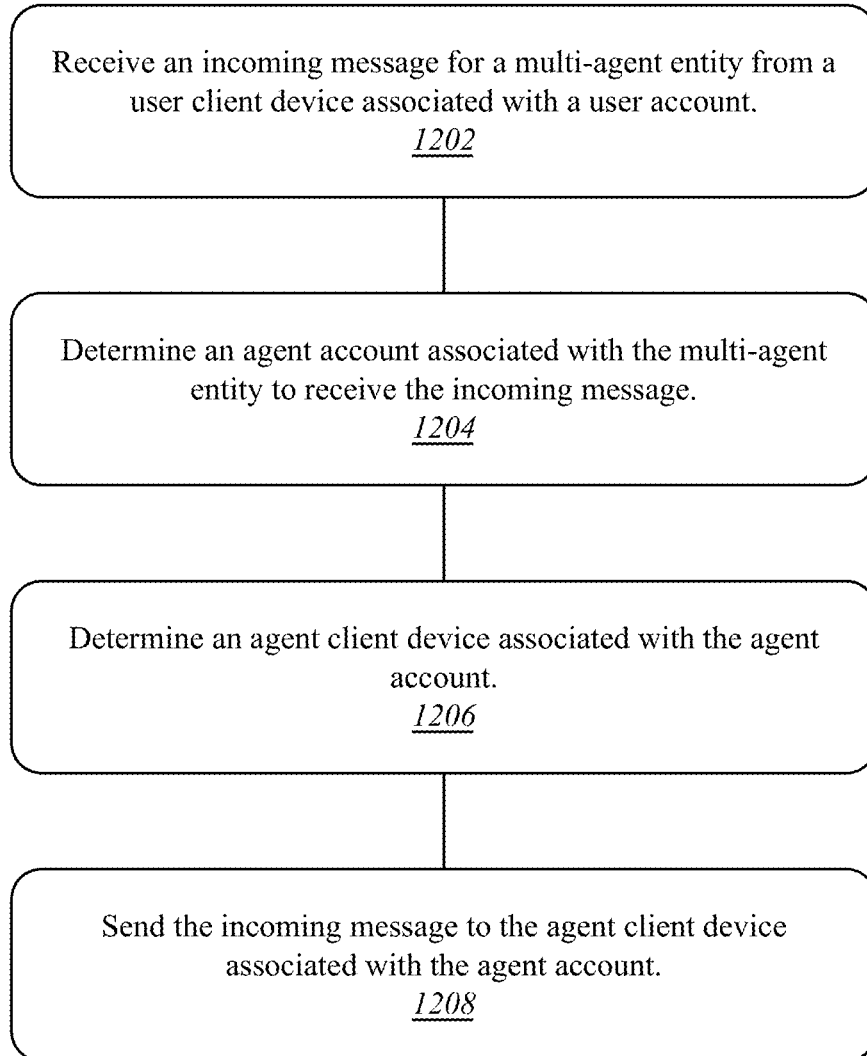 Receive an incoming message for a multi-agent entity from a
user client device associated with a user account.
1202
Determine an agent account associated with the multi-agent
entity to receive the incoming message.
1204
Determine an agent client device associated with the agent
account.
1206
Send the incoming message to the agent client device
associated with the agent account.
1208